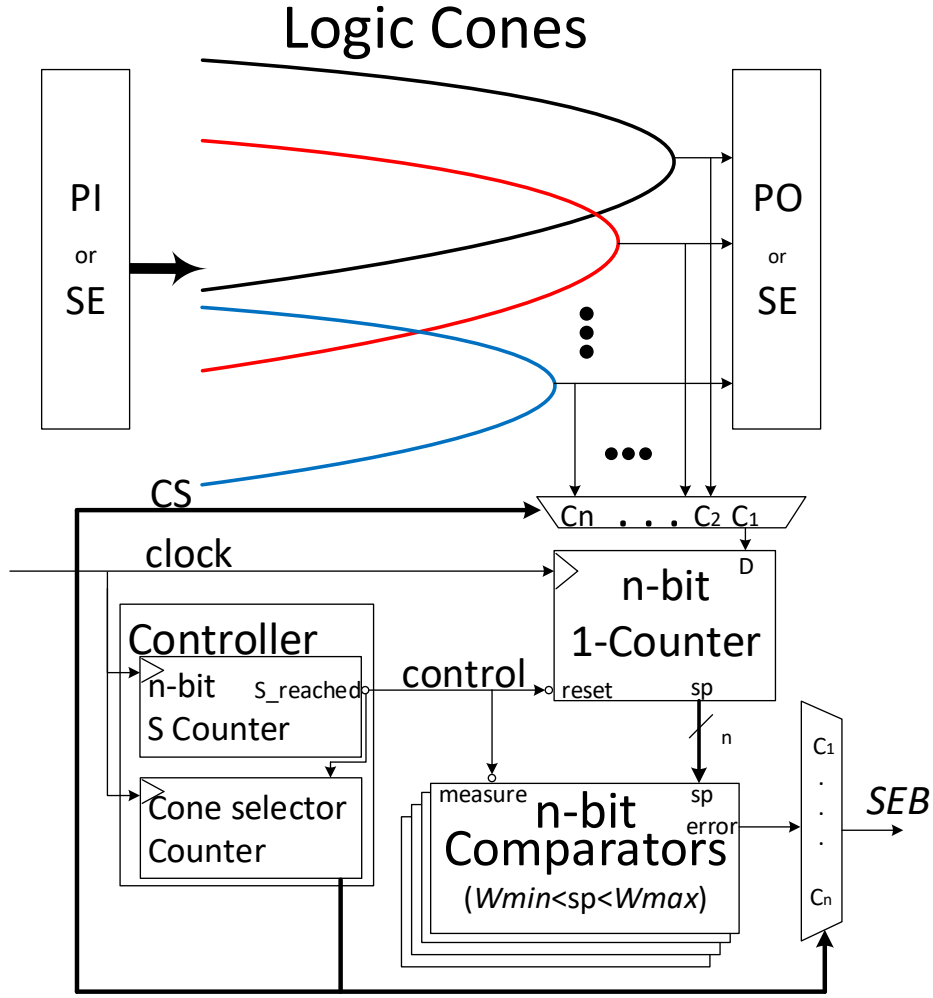 Logic Cones
PI
or
SE
PO
or
SE
CS
Cn . . . C2 C1
clock
D
n-bit
1-Counter
reset
sp
n
Controller
n-bit
S Counter
S_reached
control
Cone selector
Counter
measure
sp
n-bit
error
Comparators
(Wmin<sp<Wmax)
C1
.
.
.
Cn
SEB